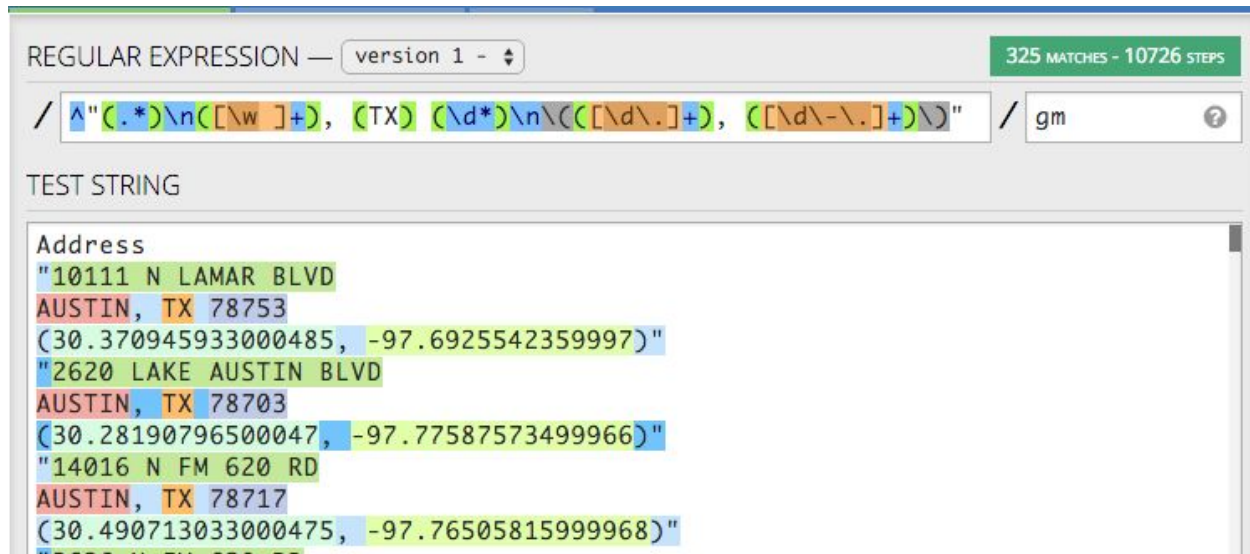 REGULAR EXPRESSION — version 1 -
325 MATCHES - 10726 STEPS
/ ^"(.*)\n([\w ]+), (TX) (\d*)\n\(([\d\.]+), ([\d\-\.]+)\)" / gm ?
TEST STRING
Address
"10111 N LAMAR BLVD
AUSTIN, TX 78753
(30.370945933000485, -97.6925542359997)"
"2620 LAKE AUSTIN BLVD
AUSTIN, TX 78703
(30.28190796500047, -97.77587573499966)"
"14016 N FM 620 RD
AUSTIN, TX 78717
(30.490713033000475, -97.76505815999968)"